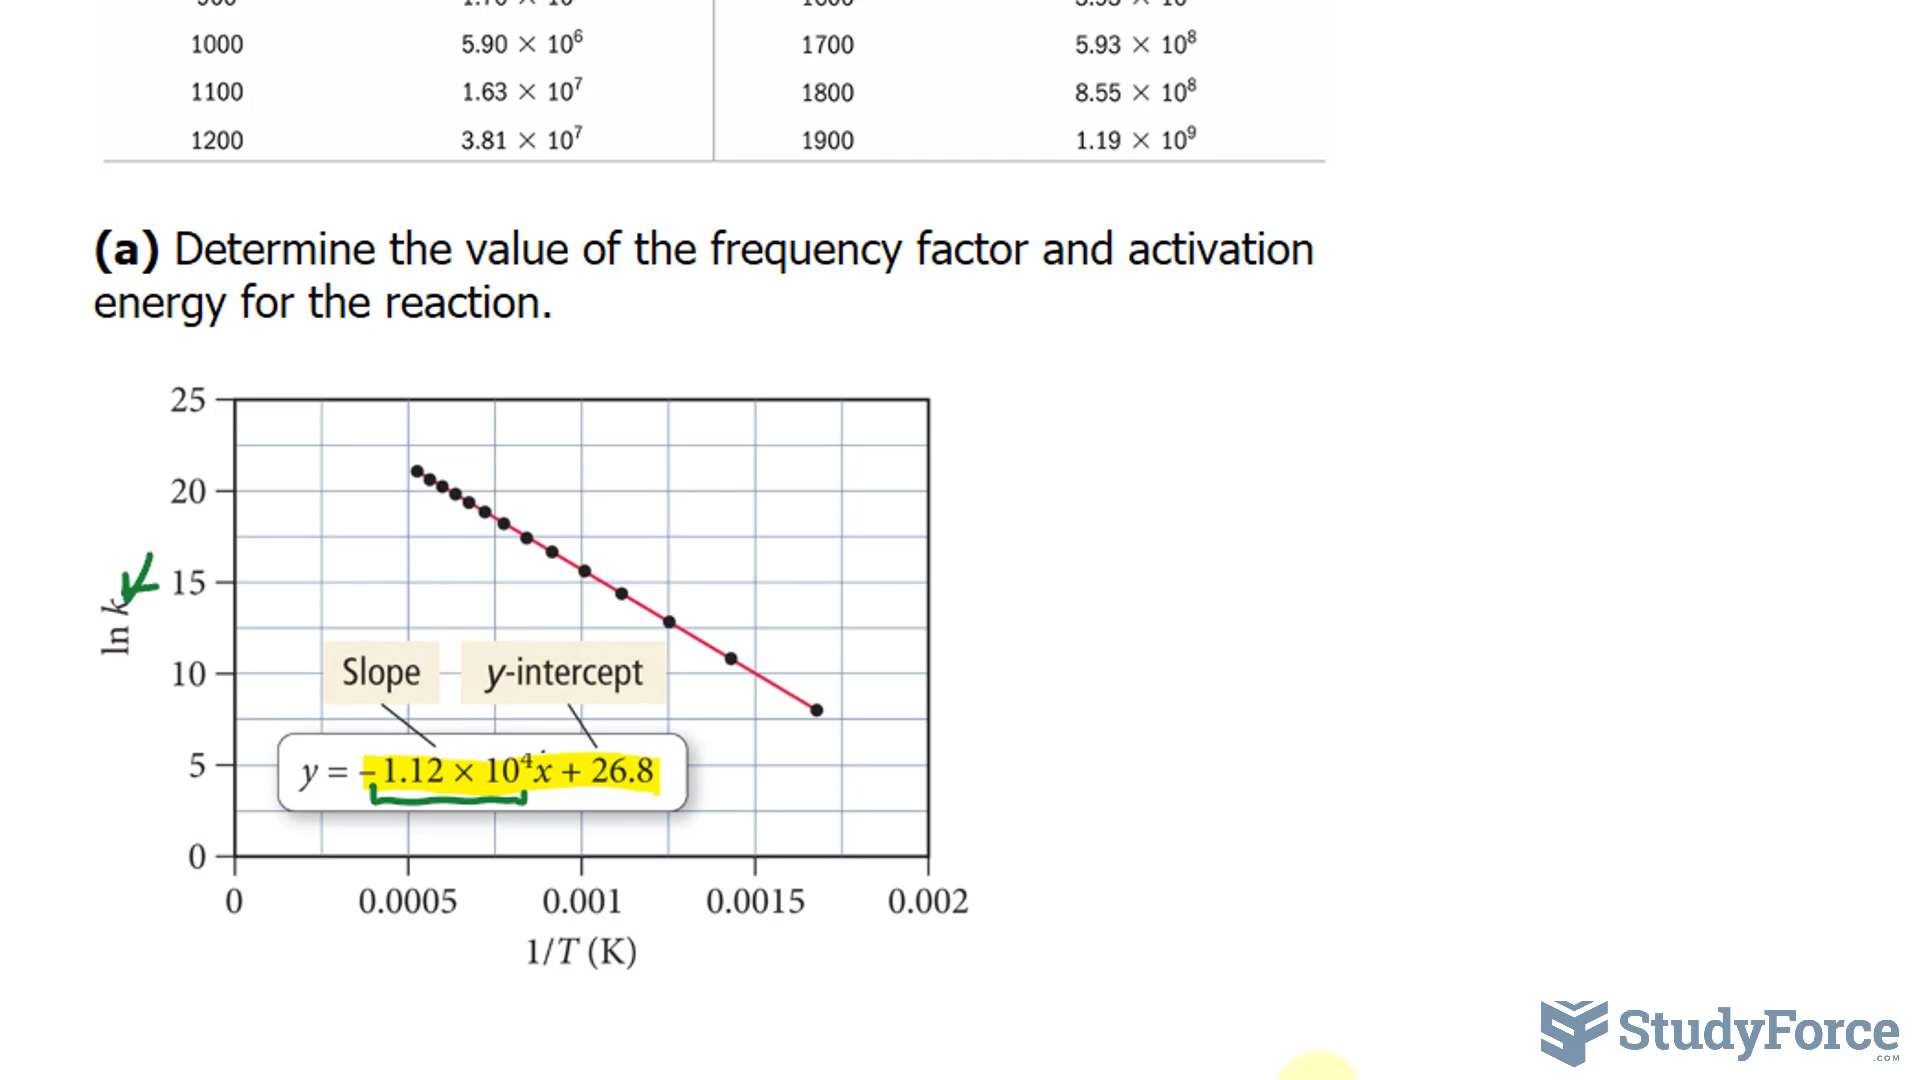 1000 5.90 × 10⁶ 1700 5.93 × 10⁸
1100 1.63 × 10⁷ 1800 8.55 × 10⁸
1200 3.81 × 10⁷ 1900 1.19 × 10⁹
(a) Determine the value of the frequency factor and activation
energy for the reaction.
25
20
15
10
5
0
ln k
Slope
y-intercept
y = −1.12 × 10⁴x + 26.8
0 0.0005 0.001 0.0015 0.002
1/T (K)
StudyForce
.COM